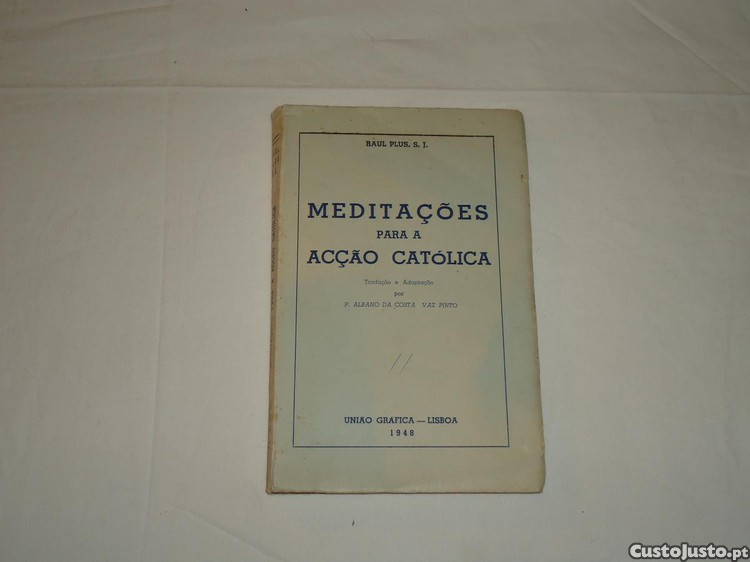 RAUL PLUS, S. J.
MEDITAÇÕES
PARA A
ACÇÃO CATÓLICA
Tradução e Adaptação
por
P. ALBANO DA COSTA VAZ PINTO
UNIÃO GRÁFICA — LISBOA
1948
CustoJusto.pt